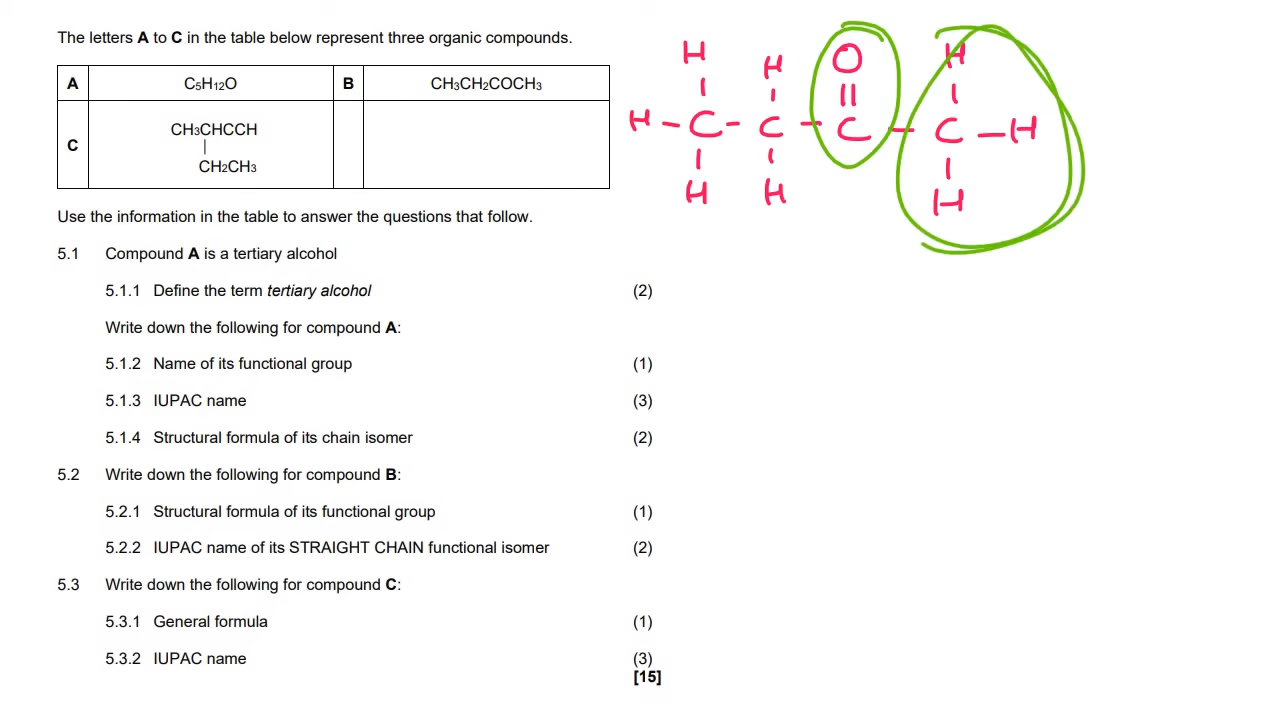 The letters A to C in the table below represent three organic compounds.
A C₅H₁₂O B CH₃CH₂COCH₃
C CH₃CHCCH
|
CH₂CH₃
Use the information in the table to answer the questions that follow.
5.1 Compound A is a tertiary alcohol
5.1.1 Define the term tertiary alcohol (2)
Write down the following for compound A:
5.1.2 Name of its functional group (1)
5.1.3 IUPAC name (3)
5.1.4 Structural formula of its chain isomer (2)
5.2 Write down the following for compound B:
5.2.1 Structural formula of its functional group (1)
5.2.2 IUPAC name of its STRAIGHT CHAIN functional isomer (2)
5.3 Write down the following for compound C:
5.3.1 General formula (1)
5.3.2 IUPAC name (3)
[15]
H H O H
| | || |
H - C - C - C - C - H
| | |
H H H